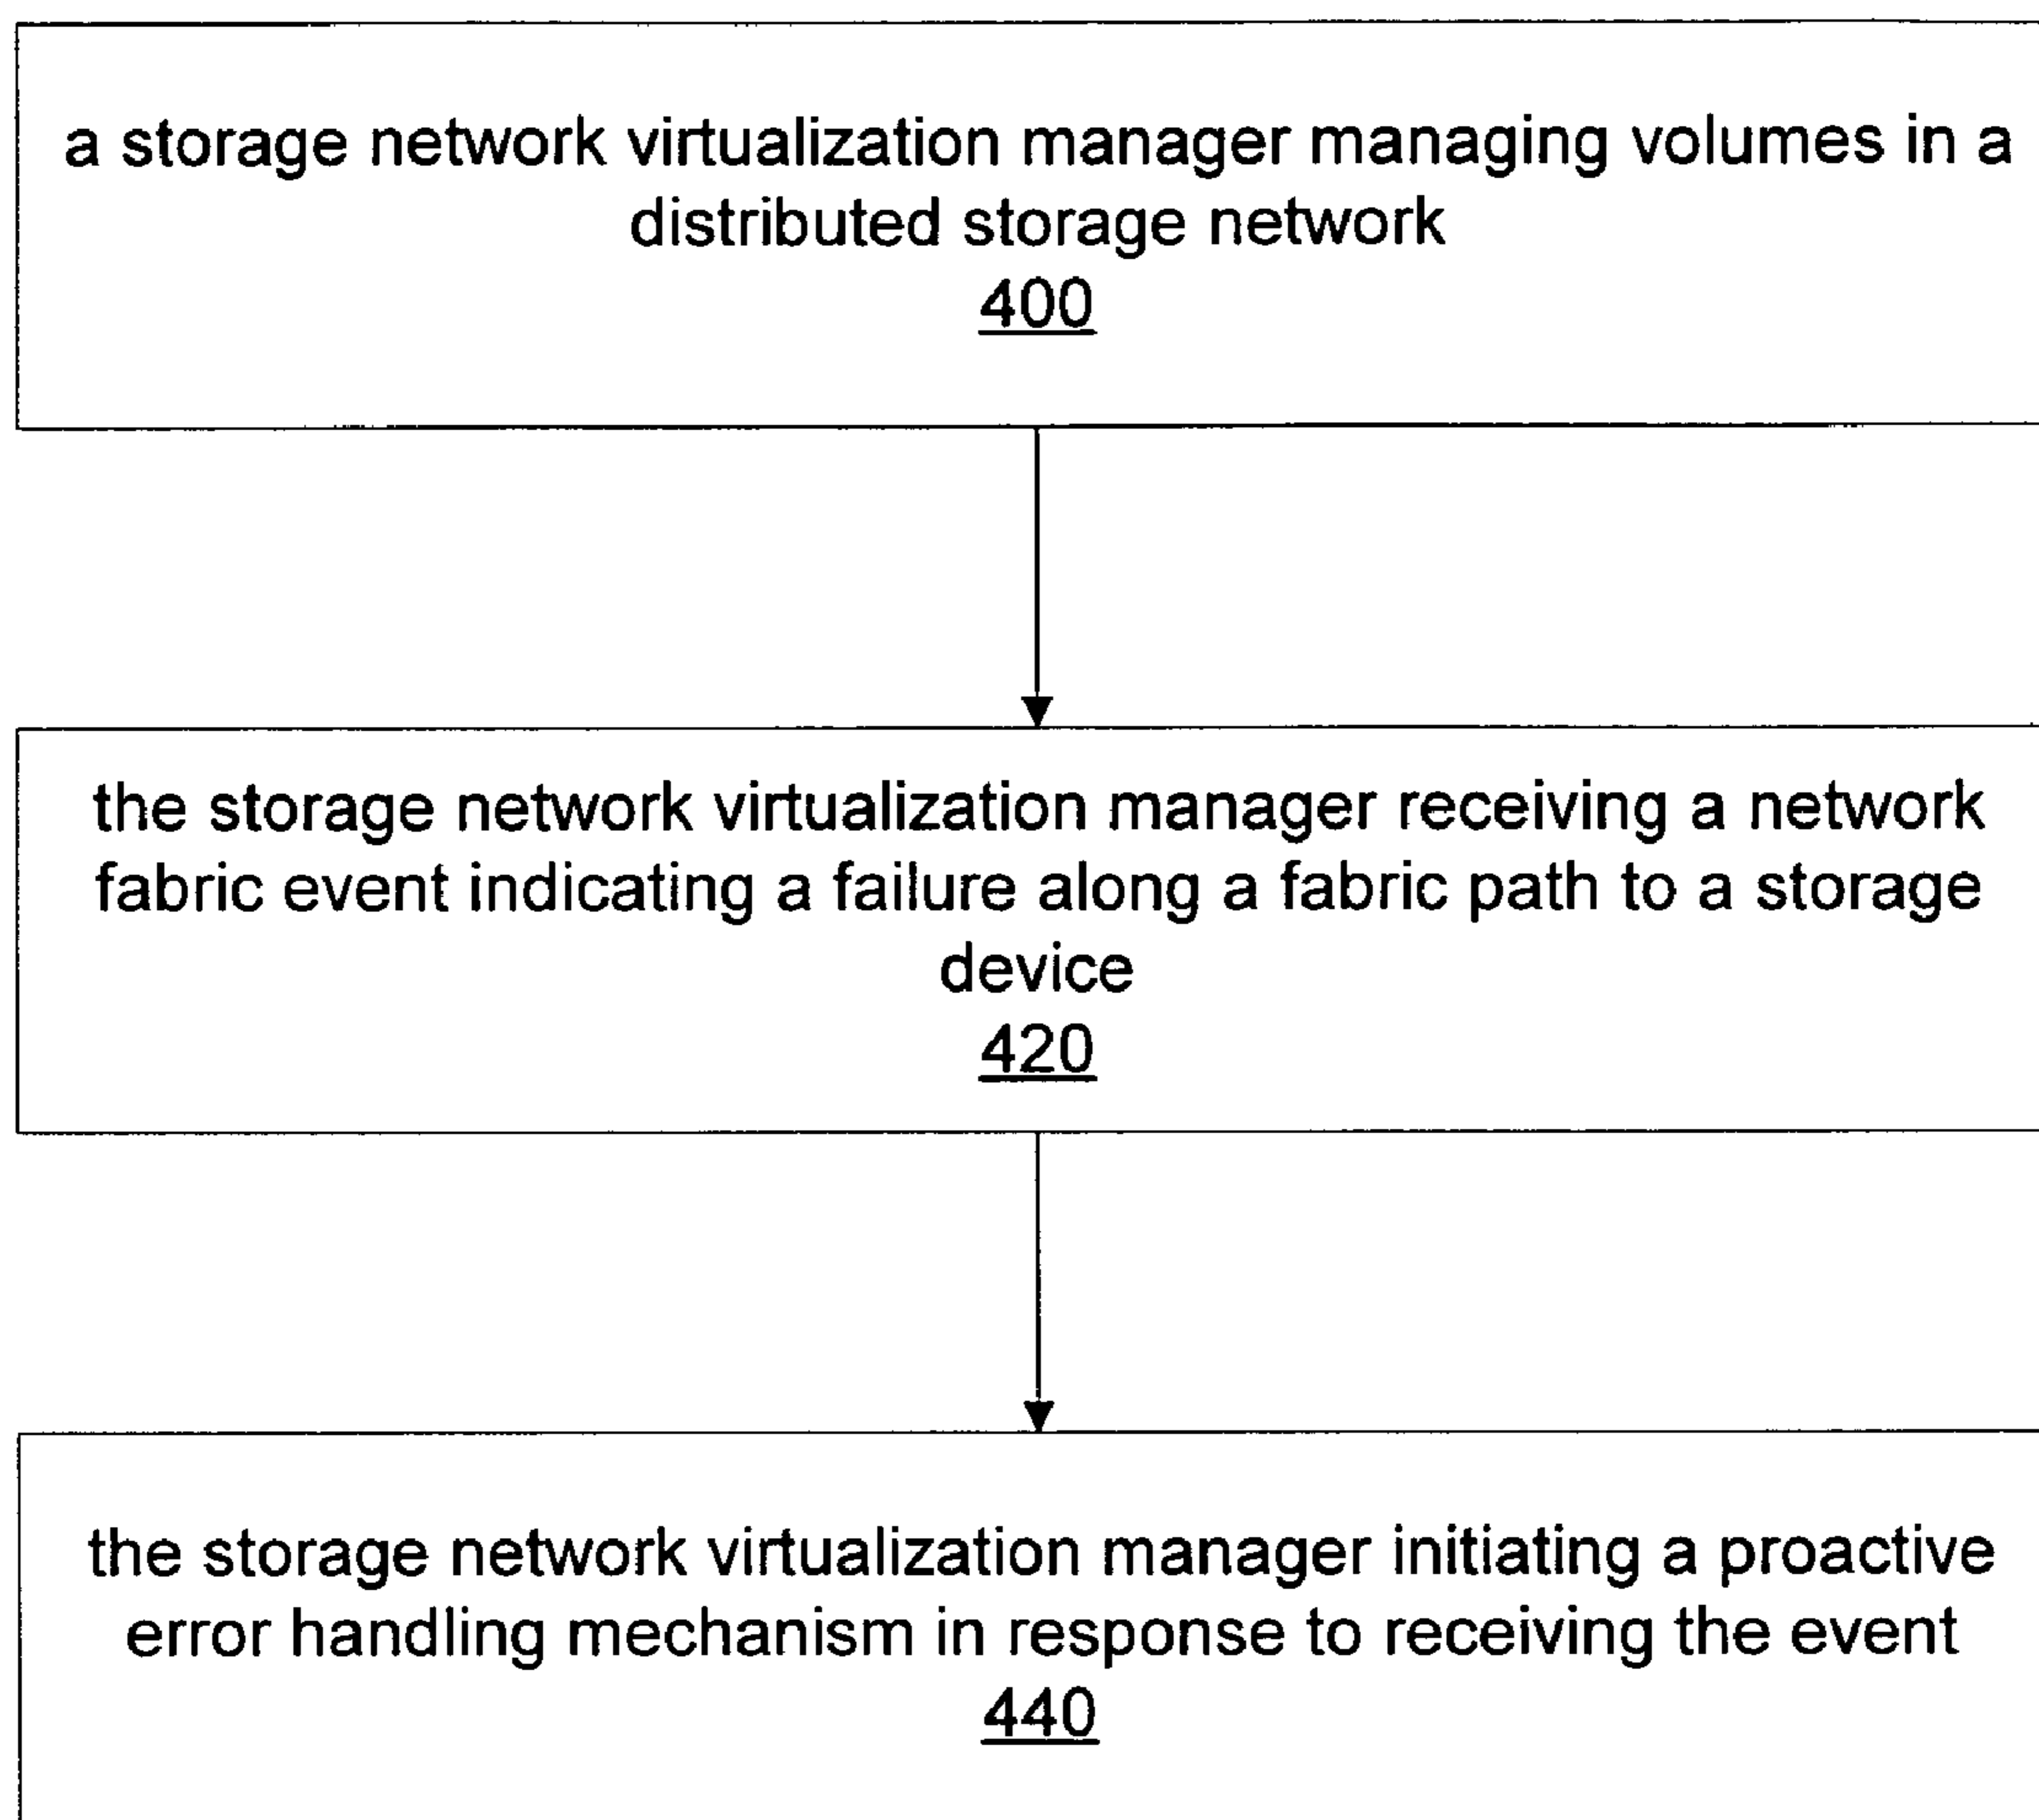 a storage network virtualization manager managing volumes in a
distributed storage network
400
the storage network virtualization manager receiving a network
fabric event indicating a failure along a fabric path to a storage
device
420
the storage network virtualization manager initiating a proactive
error handling mechanism in response to receiving the event
440